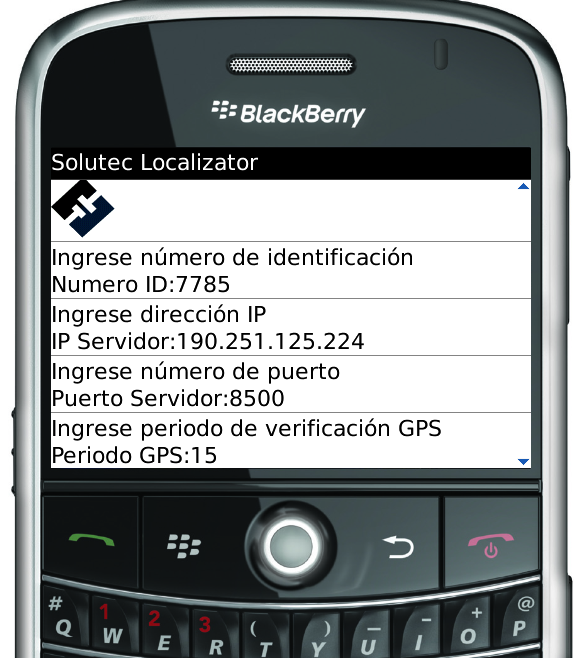 BlackBerry
Solutec Localizator
Ingrese número de identificación
Numero ID:7785
Ingrese dirección IP
IP Servidor:190.251.125.224
Ingrese número de puerto
Puerto Servidor:8500
Ingrese periodo de verificación GPS
Periodo GPS:15
# 1 2 3 ( ) _ - + @
Q W E R T Y U I O P